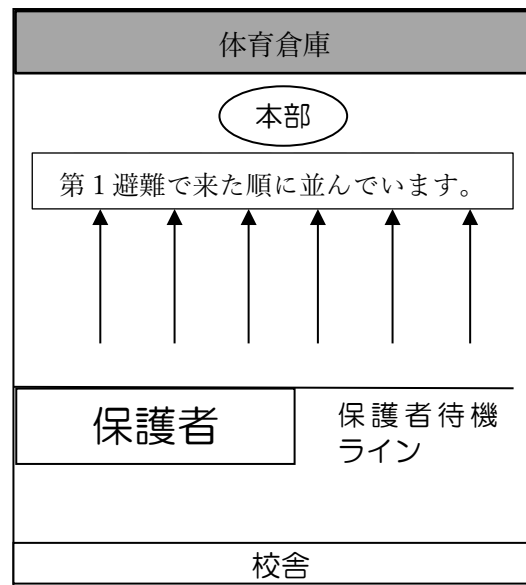 体育倉庫
本部
第１避難で来た順に並んでいます。
保護者
保護者待機
ライン
校舎